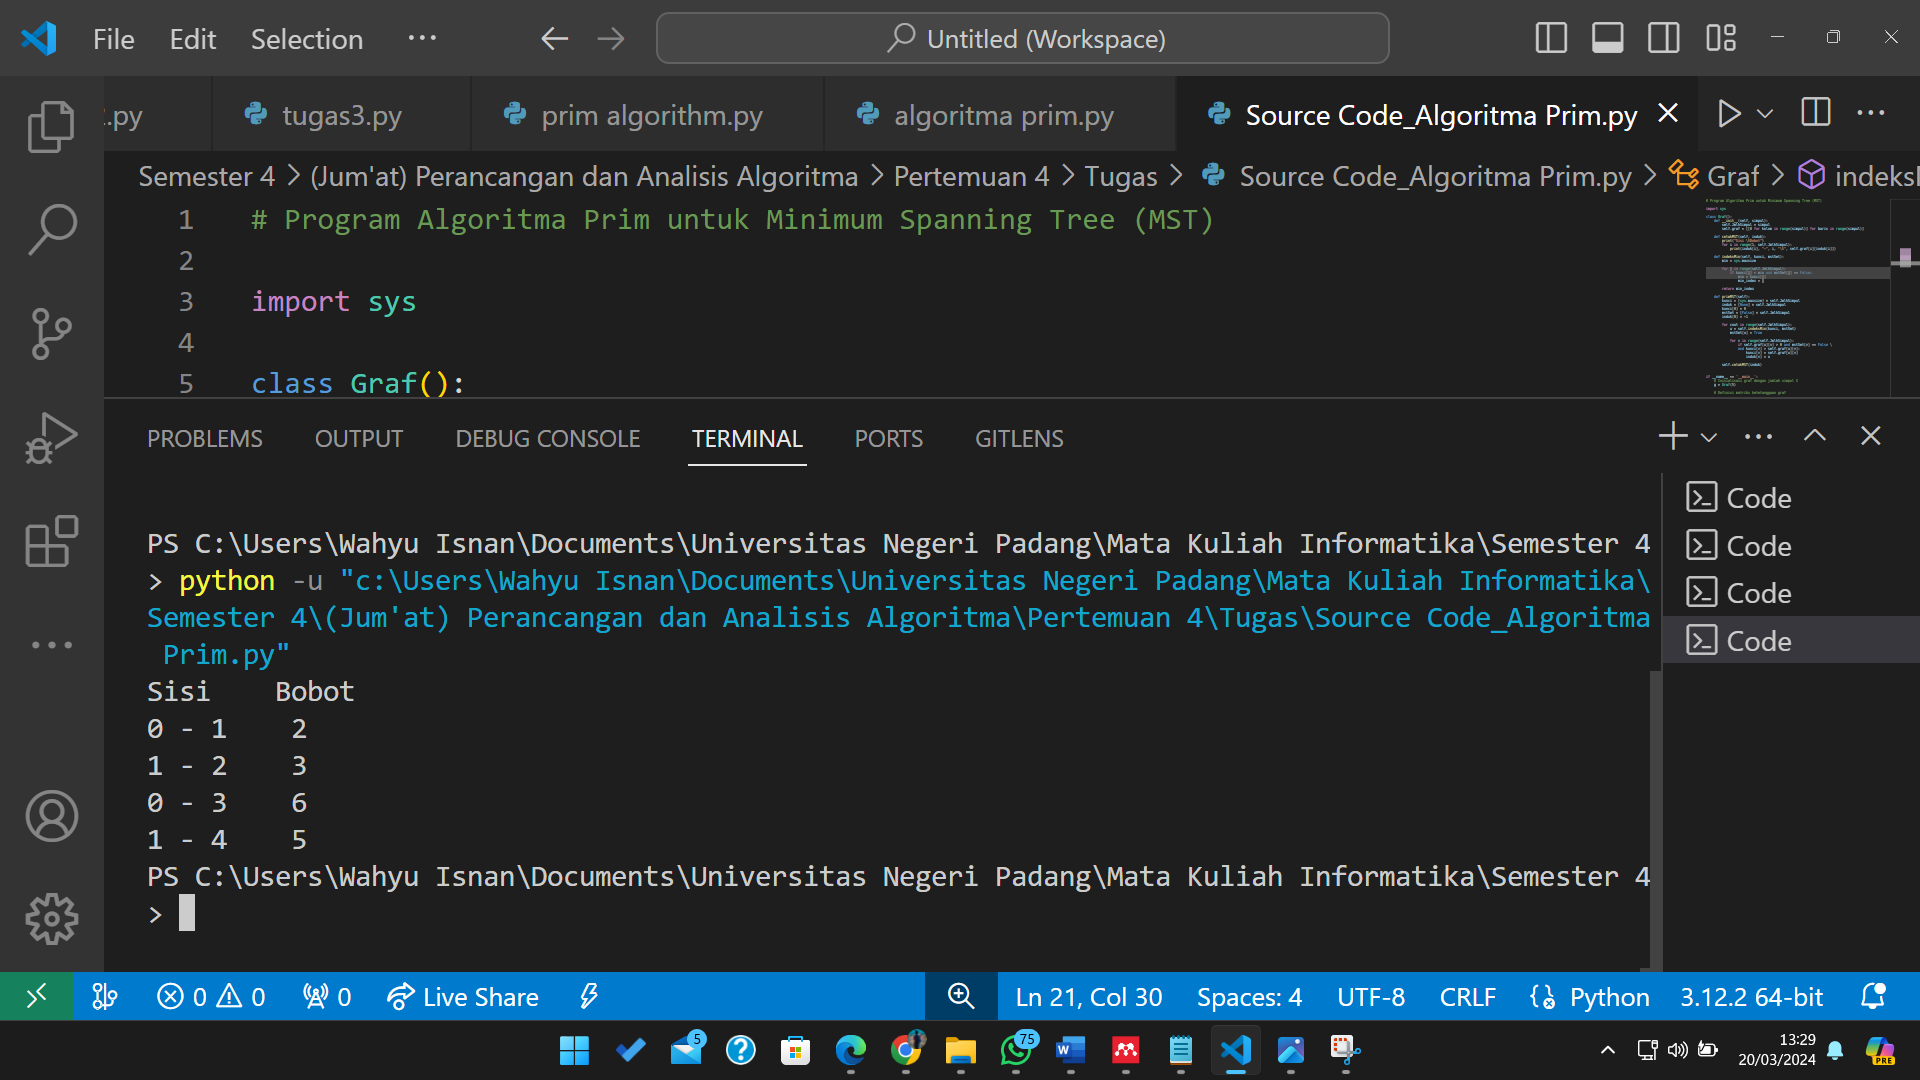 File Edit Selection ··· Untitled (Workspace)
.py tugas3.py prim algorithm.py algoritma prim.py Source Code_Algoritma Prim.py
Semester 4 > (Jum'at) Perancangan dan Analisis Algoritma > Pertemuan 4 > Tugas > Source Code_Algoritma Prim.py > Graf >
1 # Program Algoritma Prim untuk Minimum Spanning Tree (MST)
2
3 import sys
4
5 class Graf():
PROBLEMS OUTPUT DEBUG CONSOLE TERMINAL PORTS GITLENS
Code
Code
Code
Code
PS C:\Users\Wahyu Isnan\Documents\Universitas Negeri Padang\Mata Kuliah Informatika\Semester 4
> python -u "c:\Users\Wahyu Isnan\Documents\Universitas Negeri Padang\Mata Kuliah Informatika\
Semester 4\(Jum'at) Perancangan dan Analisis Algoritma\Pertemuan 4\Tugas\Source Code_Algoritma
Prim.py"
Sisi Bobot
0 - 1 2
1 - 2 3
0 - 3 6
1 - 4 5
PS C:\Users\Wahyu Isnan\Documents\Universitas Negeri Padang\Mata Kuliah Informatika\Semester 4
>
0 0 0 Live Share Ln 21, Col 30 Spaces: 4 UTF-8 CRLF Python 3.12.2 64-bit
5 75 13:29
20/03/2024 PRE